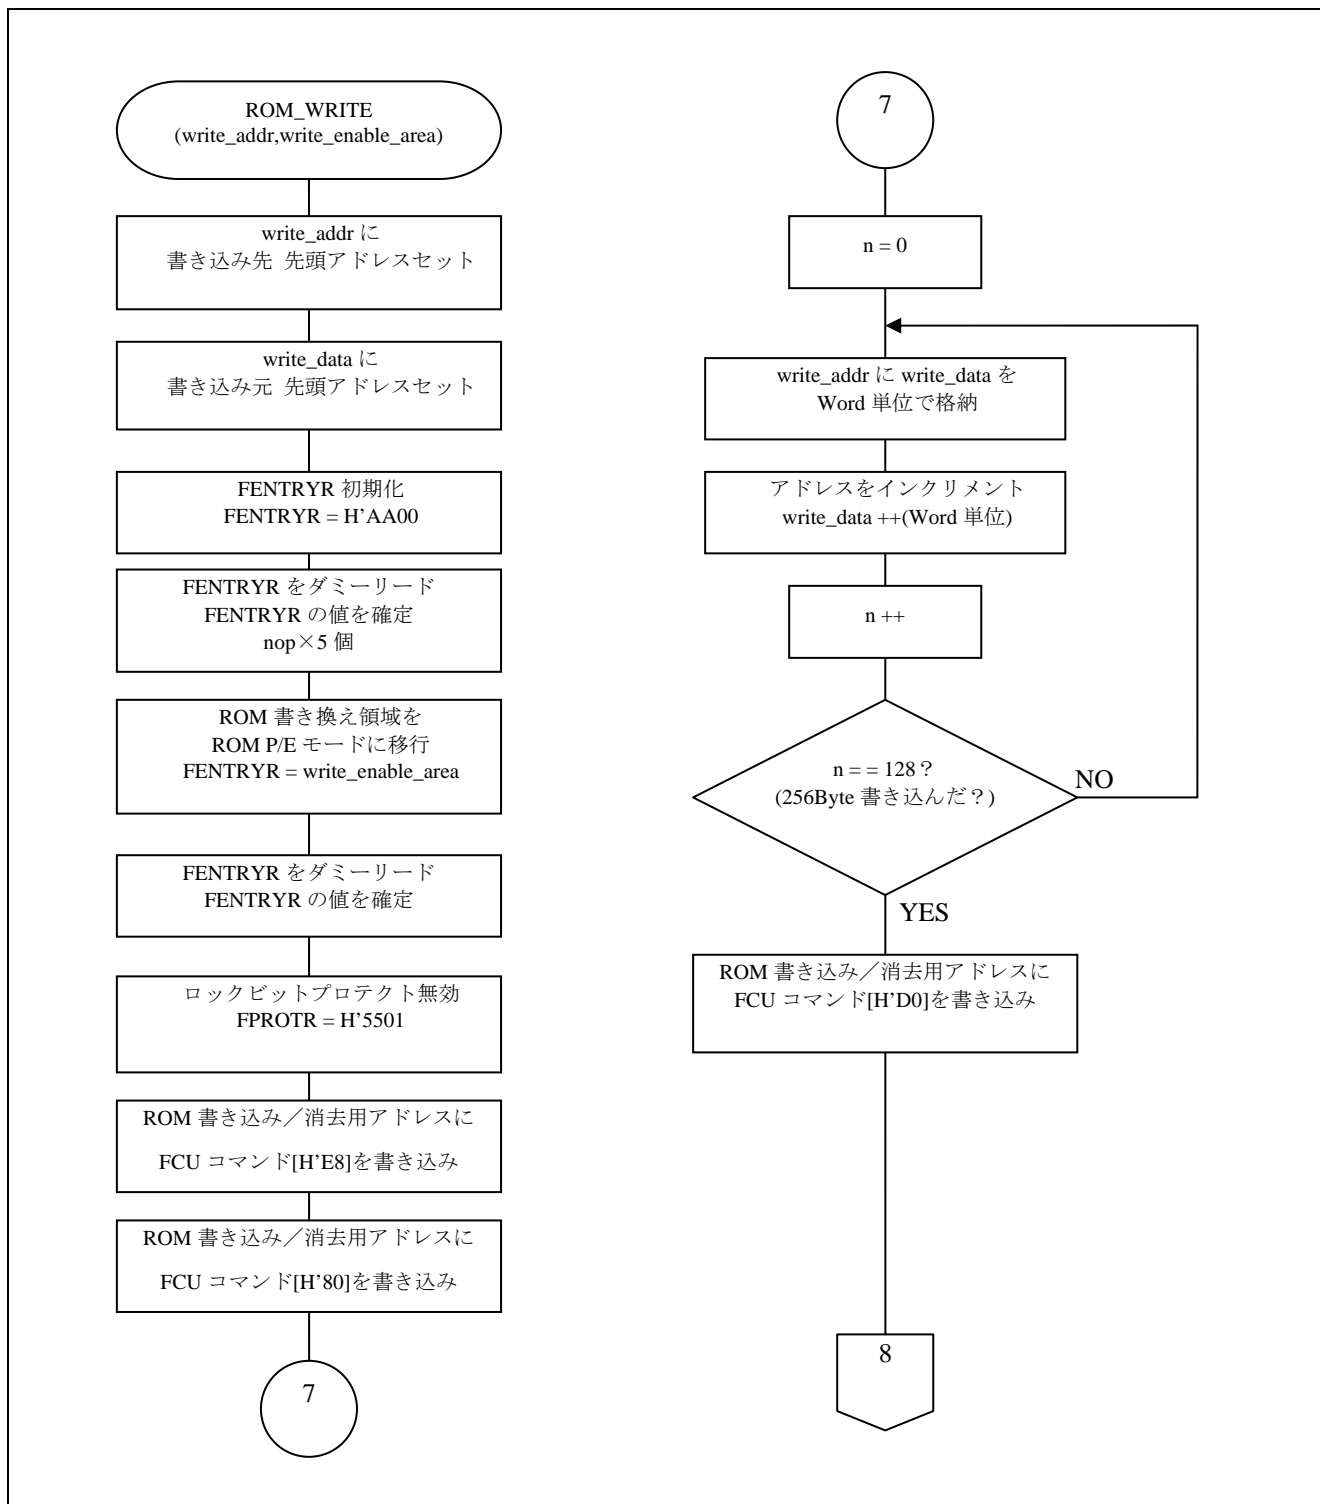 ROM_WRITE
(write_addr,write_enable_area)
write_addr に
書き込み先 先頭アドレスセット
write_data に
書き込み元 先頭アドレスセット
FENTRYR 初期化
FENTRYR = H’AA00
FENTRYR をダミーリード
FENTRYR の値を確定
nop×5 個
ROM 書き換え領域を
ROM P/E モードに移行
FENTRYR = write_enable_area
FENTRYR をダミーリード
FENTRYR の値を確定
ロックビットプロテクト無効
FPROTR = H’5501
ROM 書き込み／消去用アドレスに
FCU コマンド[H’E8]を書き込み
ROM 書き込み／消去用アドレスに
FCU コマンド[H’80]を書き込み
7
7
n = 0
write_addr に write_data を
Word 単位で格納
アドレスをインクリメント
write_data ++(Word 単位)
n ++
n = = 128？
(256Byte 書き込んだ？)
NO
YES
ROM 書き込み／消去用アドレスに
FCU コマンド[H’D0]を書き込み
8